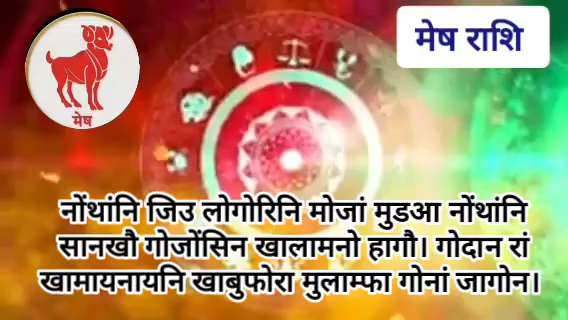 मेष राशि
मेष
नोंथांनि जिउ लोगोरिनि मोजां मुडआ नोंथांनि
सानखौ गोजोंसिन खालामनो हागौ। गोदान रां
खामायनायनि खाबुफोरा मुलाम्फा गोनां जागोन।